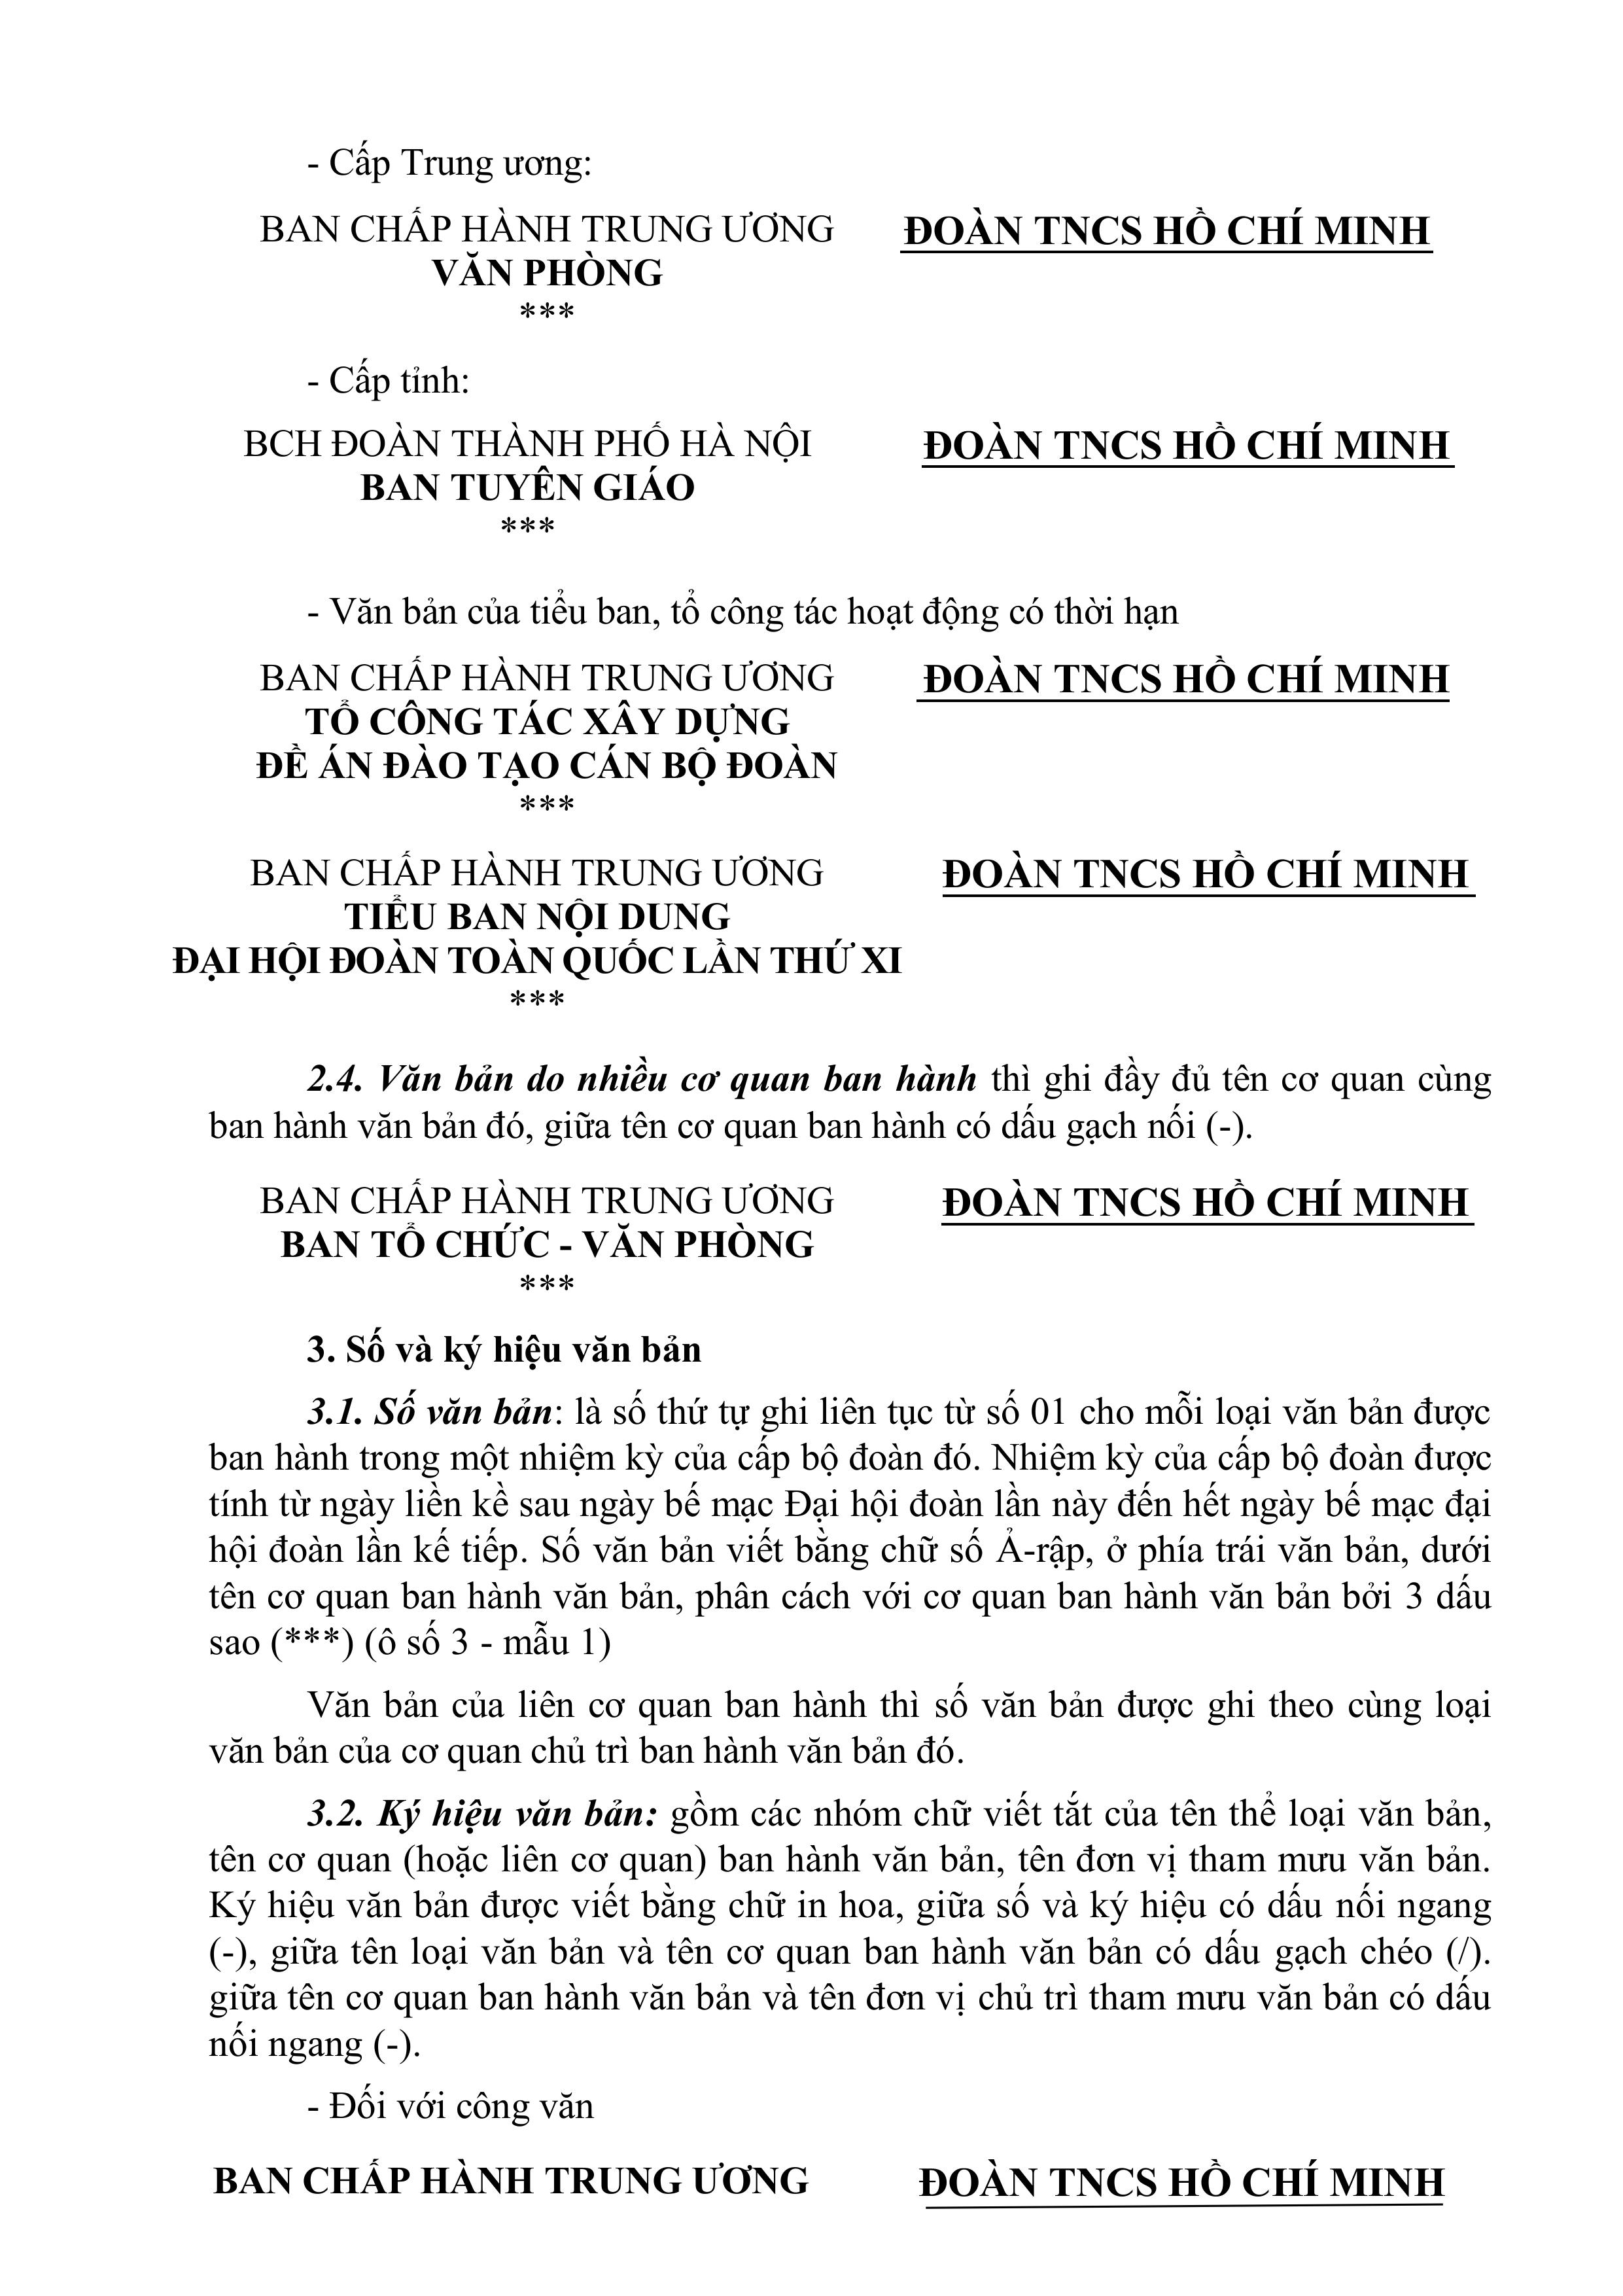 - Cấp Trung ương:
BAN CHẤP HÀNH TRUNG ƯƠNG ĐOÀN TNCS HỒ CHÍ MINH
VĂN PHÒNG
***
- Cấp tỉnh:
BCH ĐOÀN THÀNH PHỐ HÀ NỘI ĐOÀN TNCS HỒ CHÍ MINH
BAN TUYÊN GIÁO
***
- Văn bản của tiểu ban, tổ công tác hoạt động có thời hạn
BAN CHẤP HÀNH TRUNG ƯƠNG ĐOÀN TNCS HỒ CHÍ MINH
TỔ CÔNG TÁC XÂY DỰNG
ĐỀ ÁN ĐÀO TẠO CÁN BỘ ĐOÀN
***
BAN CHẤP HÀNH TRUNG ƯƠNG ĐOÀN TNCS HỒ CHÍ MINH
TIỂU BAN NỘI DUNG
ĐẠI HỘI ĐOÀN TOÀN QUỐC LẦN THỨ XI
***
2.4. Văn bản do nhiều cơ quan ban hành thì ghi đầy đủ tên cơ quan cùng
ban hành văn bản đó, giữa tên cơ quan ban hành có dấu gạch nối (-).
BAN CHẤP HÀNH TRUNG ƯƠNG ĐOÀN TNCS HỒ CHÍ MINH
BAN TỔ CHỨC - VĂN PHÒNG
***
3. Số và ký hiệu văn bản
3.1. Số văn bản: là số thứ tự ghi liên tục từ số 01 cho mỗi loại văn bản được
ban hành trong một nhiệm kỳ của cấp bộ đoàn đó. Nhiệm kỳ của cấp bộ đoàn được
tính từ ngày liền kề sau ngày bế mạc Đại hội đoàn lần này đến hết ngày bế mạc đại
hội đoàn lần kế tiếp. Số văn bản viết bằng chữ số Ả-rập, ở phía trái văn bản, dưới
tên cơ quan ban hành văn bản, phân cách với cơ quan ban hành văn bản bởi 3 dấu
sao (***) (ô số 3 - mẫu 1)
Văn bản của liên cơ quan ban hành thì số văn bản được ghi theo cùng loại
văn bản của cơ quan chủ trì ban hành văn bản đó.
3.2. Ký hiệu văn bản: gồm các nhóm chữ viết tắt của tên thể loại văn bản,
tên cơ quan (hoặc liên cơ quan) ban hành văn bản, tên đơn vị tham mưu văn bản.
Ký hiệu văn bản được viết bằng chữ in hoa, giữa số và ký hiệu có dấu nối ngang
(-), giữa tên loại văn bản và tên cơ quan ban hành văn bản có dấu gạch chéo (/).
giữa tên cơ quan ban hành văn bản và tên đơn vị chủ trì tham mưu văn bản có dấu
nối ngang (-).
- Đối với công văn
BAN CHẤP HÀNH TRUNG ƯƠNG ĐOÀN TNCS HỒ CHÍ MINH